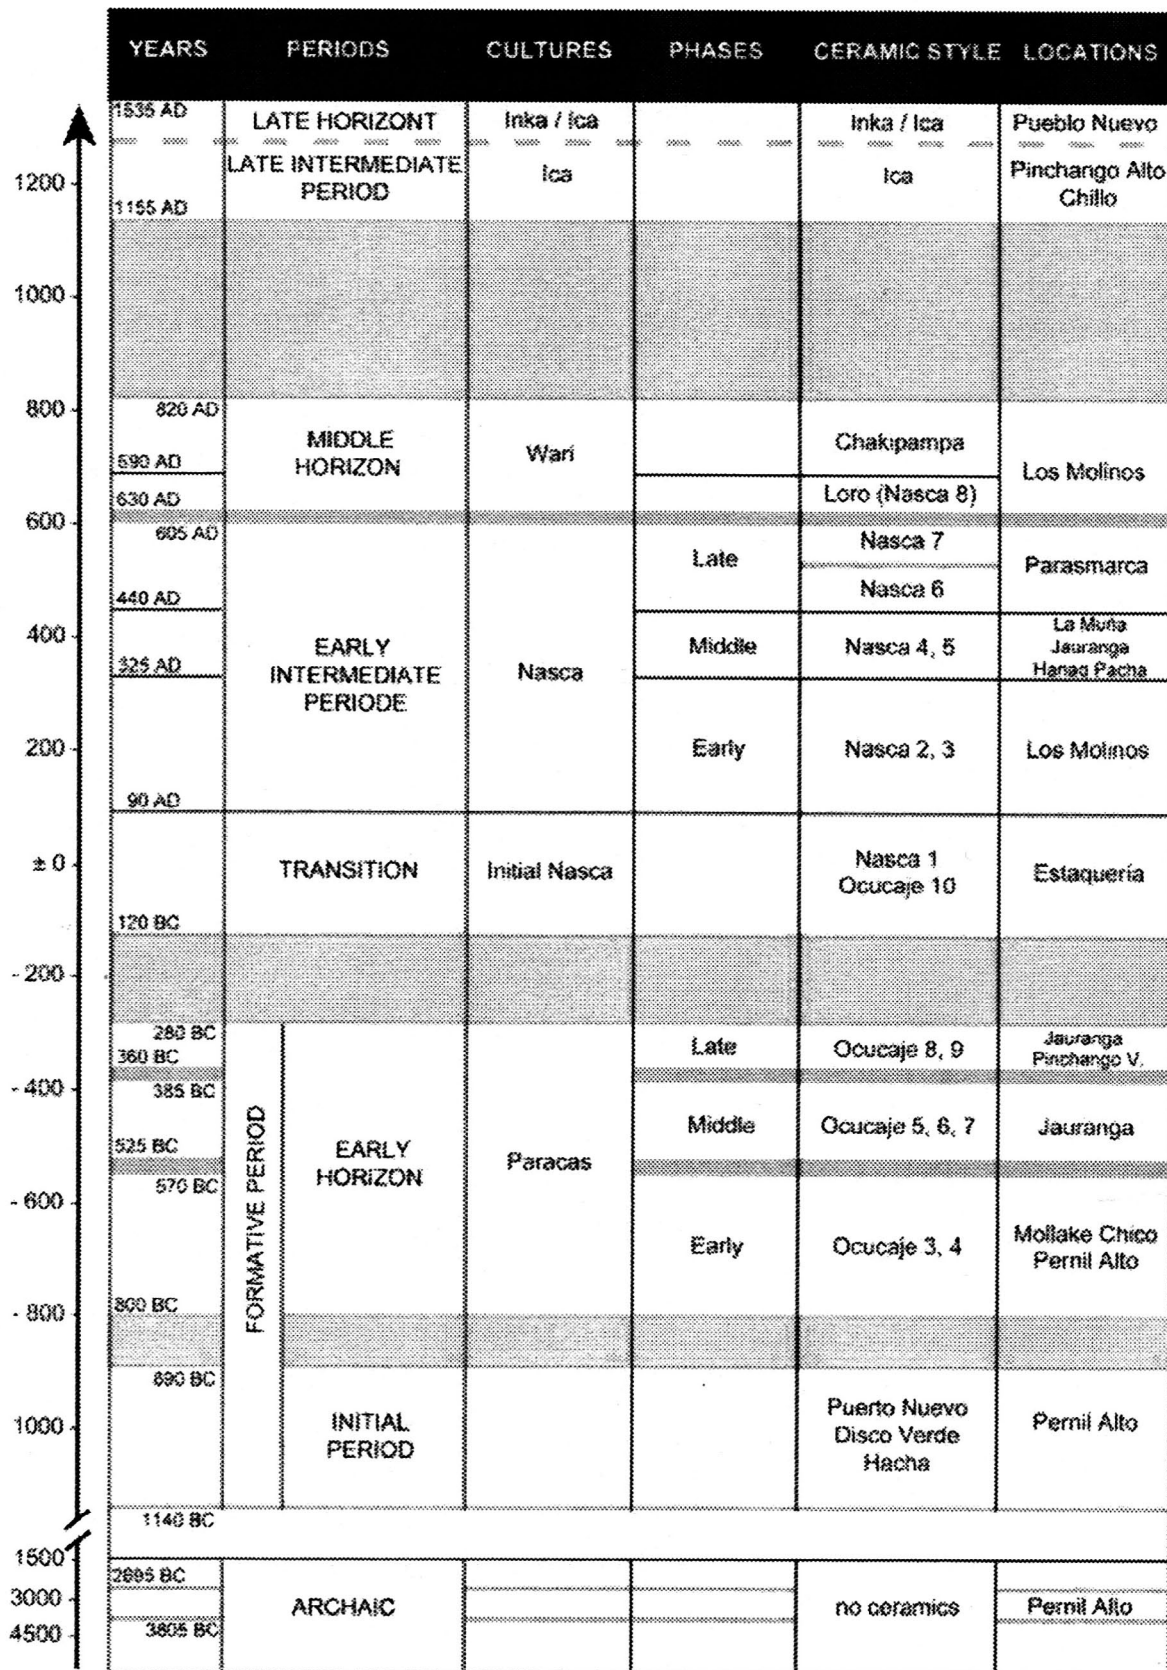 YEARS PERIODS CULTURES PHASES CERAMIC STYLE LOCATIONS
1535 AD LATE HORIZONT Inka / Ica Inka / Ica Pueblo Nuevo
1200 LATE INTERMEDIATE PERIOD Ica Ica Pinchango Alto Chillo
1155 AD
1000
800 820 AD
MIDDLE HORIZON Wari Chakipampa Los Molinos
590 AD
630 AD Loro (Nasca 8)
600
605 AD Late Nasca 7 Parasmarca
Nasca 6
440 AD
400 EARLY INTERMEDIATE PERIODE Nasca Middle Nasca 4, 5 La Muña Jauranga Hanaq Pacha
325 AD
200 Early Nasca 2, 3 Los Molinos
90 AD
± 0 TRANSITION Initial Nasca Nasca 1 Ocucaje 10 Estaquería
120 BC
- 200
280 BC
360 BC Late Ocucaje 8, 9 Jauranga Pinchango V.
- 400 385 BC
FORMATIVE PERIOD EARLY HORIZON Paracas Middle Ocucaje 5, 6, 7 Jauranga
525 BC
570 BC
- 600
Early Ocucaje 3, 4 Mollake Chico Pernil Alto
- 800 800 BC
890 BC
1000 INITIAL PERIOD Puerto Nuevo Disco Verde Hacha Pernil Alto
1140 BC
1500
2895 BC
3000 ARCHAIC no ceramics Pernil Alto
4500 3805 BC